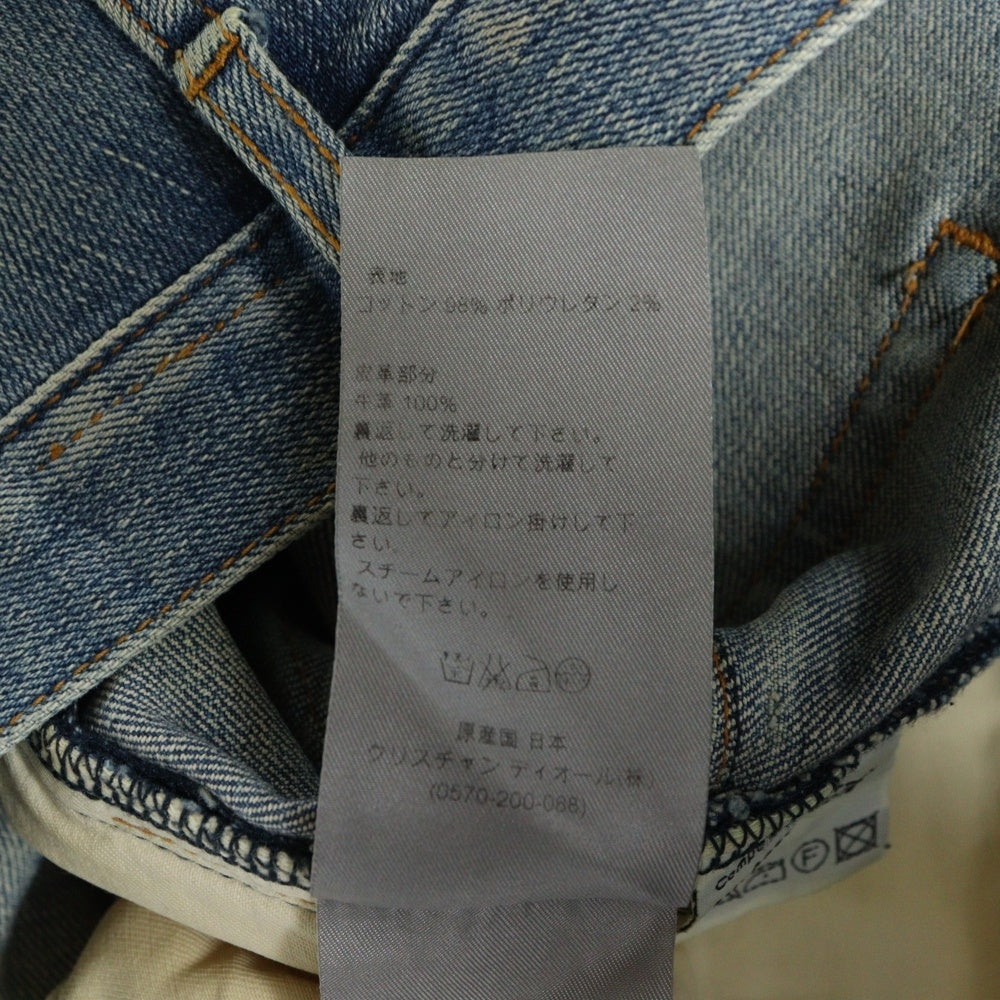 表地
コットン 98% ポリウレタン 2%
皮革部分
牛革 100%
裏返して洗濯して下さい。
他のものと分けて洗濯して
下さい。
裏返してアイロン掛けして下
さい。
スチームアイロンを使用し
ないで下さい。
原産国 日本
クリスチャン ディオール(株)
(0570-200-088)
F